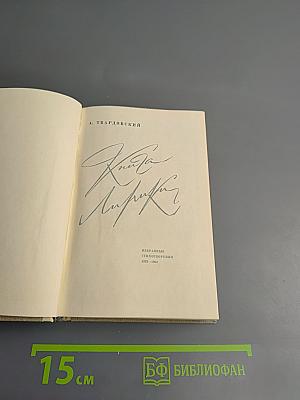 А. ТВАРДОВСКИЙ
Книга
Лирики
ИЗБРАННЫЕ
СТИХОТВОРЕНИЯ
15 см
БФ БИБЛИОФАН